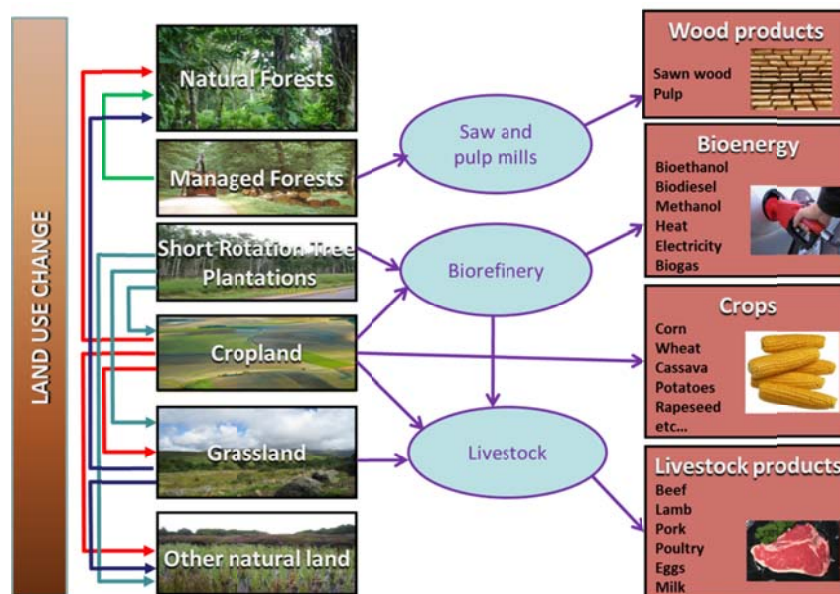 LAND USE CHANGE
Natural Forests
Managed Forests
Short Rotation Tree
Plantations
Cropland
Grassland
Other natural land
Saw and
pulp mills
Biorefinery
Livestock
Wood products
Sawn wood
Pulp
Bioenergy
Bioethanol
Biodiesel
Methanol
Heat
Electricity
Biogas
Crops
Corn
Wheat
Cassava
Potatoes
Rapeseed
etc...
Livestock products
Beef
Lamb
Pork
Poultry
Eggs
Milk